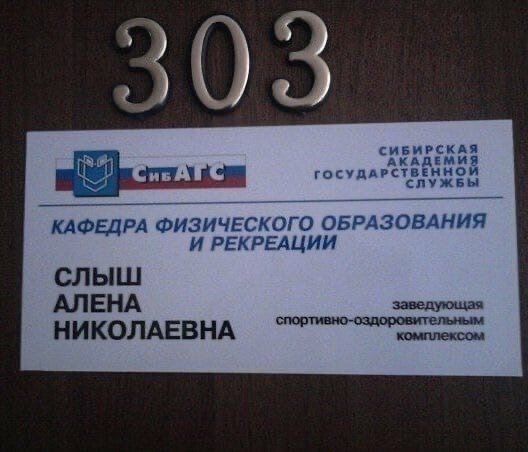 303
СибАГС
СИБИРСКАЯ
АКАДЕМИЯ
ГОСУДАРСТВЕННОЙ
СЛУЖБЫ
КАФЕДРА ФИЗИЧЕСКОГО ОБРАЗОВАНИЯ
И РЕКРЕАЦИИ
СЛЫШ
АЛЕНА
НИКОЛАЕВНА
заведующая
спортивно-оздоровительным
комплексом